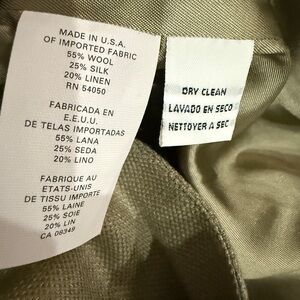 MADE IN U.S.A.
OF IMPORTED FABRIC
55% WOOL
25% SILK
20% LINEN
RN 54050
FABRICADA EN
E.E.U.U.
DE TELAS IMPORTADAS
55% LANA
25% SEDA
20% LINO
FABRIQUE AU
ETATS-UNIS
DE TISSU IMPORTE
55% LAINE
25% SOIE
20% LIN
CA 08349
DRY CLEAN
LAVADO EN SECO
NETTOYER A SEC